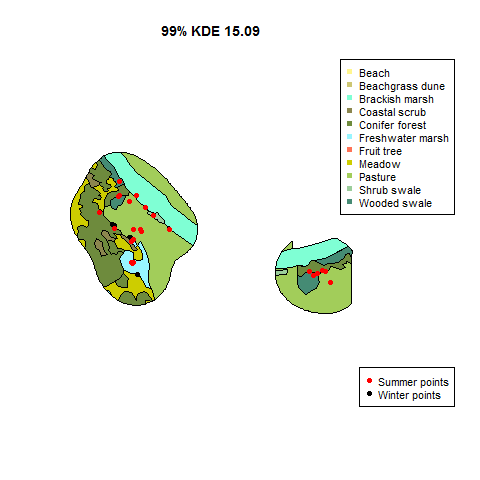 99% KDE 15.09
Beach
Beachgrass dune
Brackish marsh
Coastal scrub
Conifer forest
Freshwater marsh
Fruit tree
Meadow
Pasture
Shrub swale
Wooded swale
Summer points
Winter points